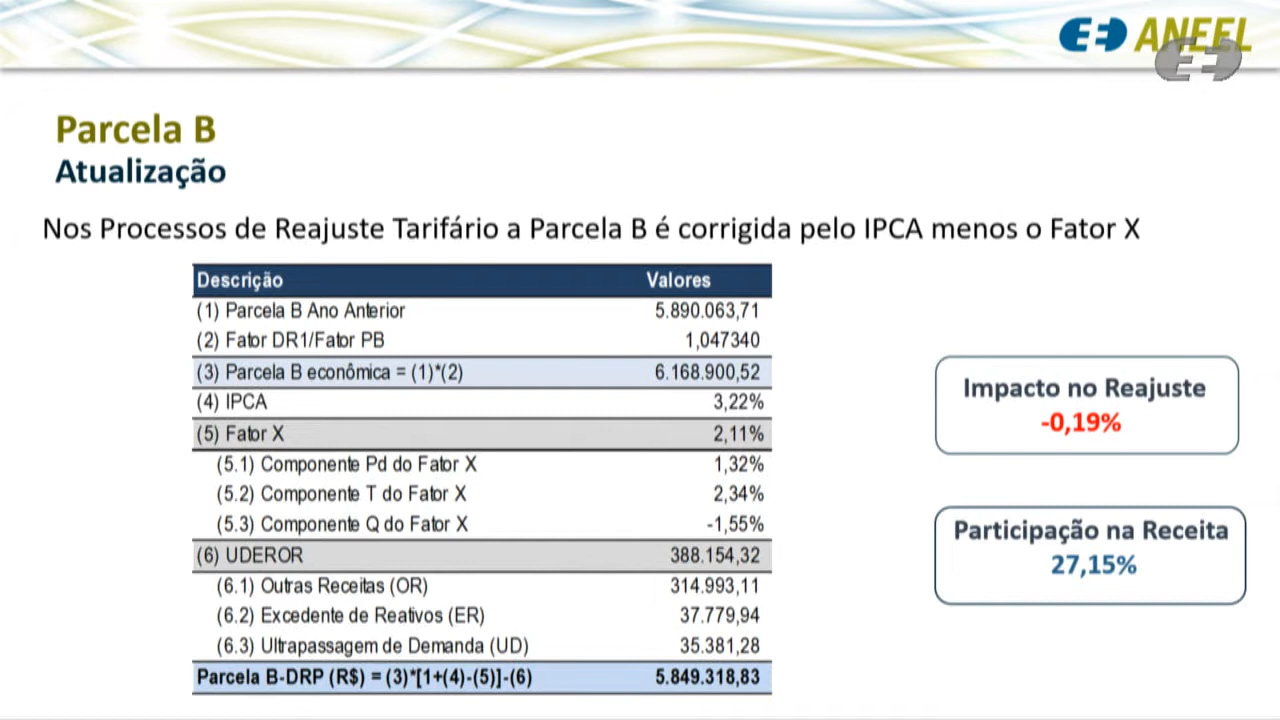 ANEEL
Parcela B
Atualização
Nos Processos de Reajuste Tarifário a Parcela B é corrigida pelo IPCA menos o Fator X
Descrição Valores
(1) Parcela B Ano Anterior 5.890.063,71
(2) Fator DR1/Fator PB 1,047340
(3) Parcela B econômica = (1)*(2) 6.168.900,52
(4) IPCA 3,22%
(5) Fator X 2,11%
(5.1) Componente Pd do Fator X 1,32%
(5.2) Componente T do Fator X 2,34%
(5.3) Componente Q do Fator X -1,55%
(6) UDEROR 388.154,32
(6.1) Outras Receitas (OR) 314.993,11
(6.2) Excedente de Reativos (ER) 37.779,94
(6.3) Ultrapassagem de Demanda (UD) 35.381,28
Parcela B-DRP (R$) = (3)*[1+(4)-(5)]-(6) 5.849.318,83
Impacto no Reajuste
-0,19%
Participação na Receita
27,15%